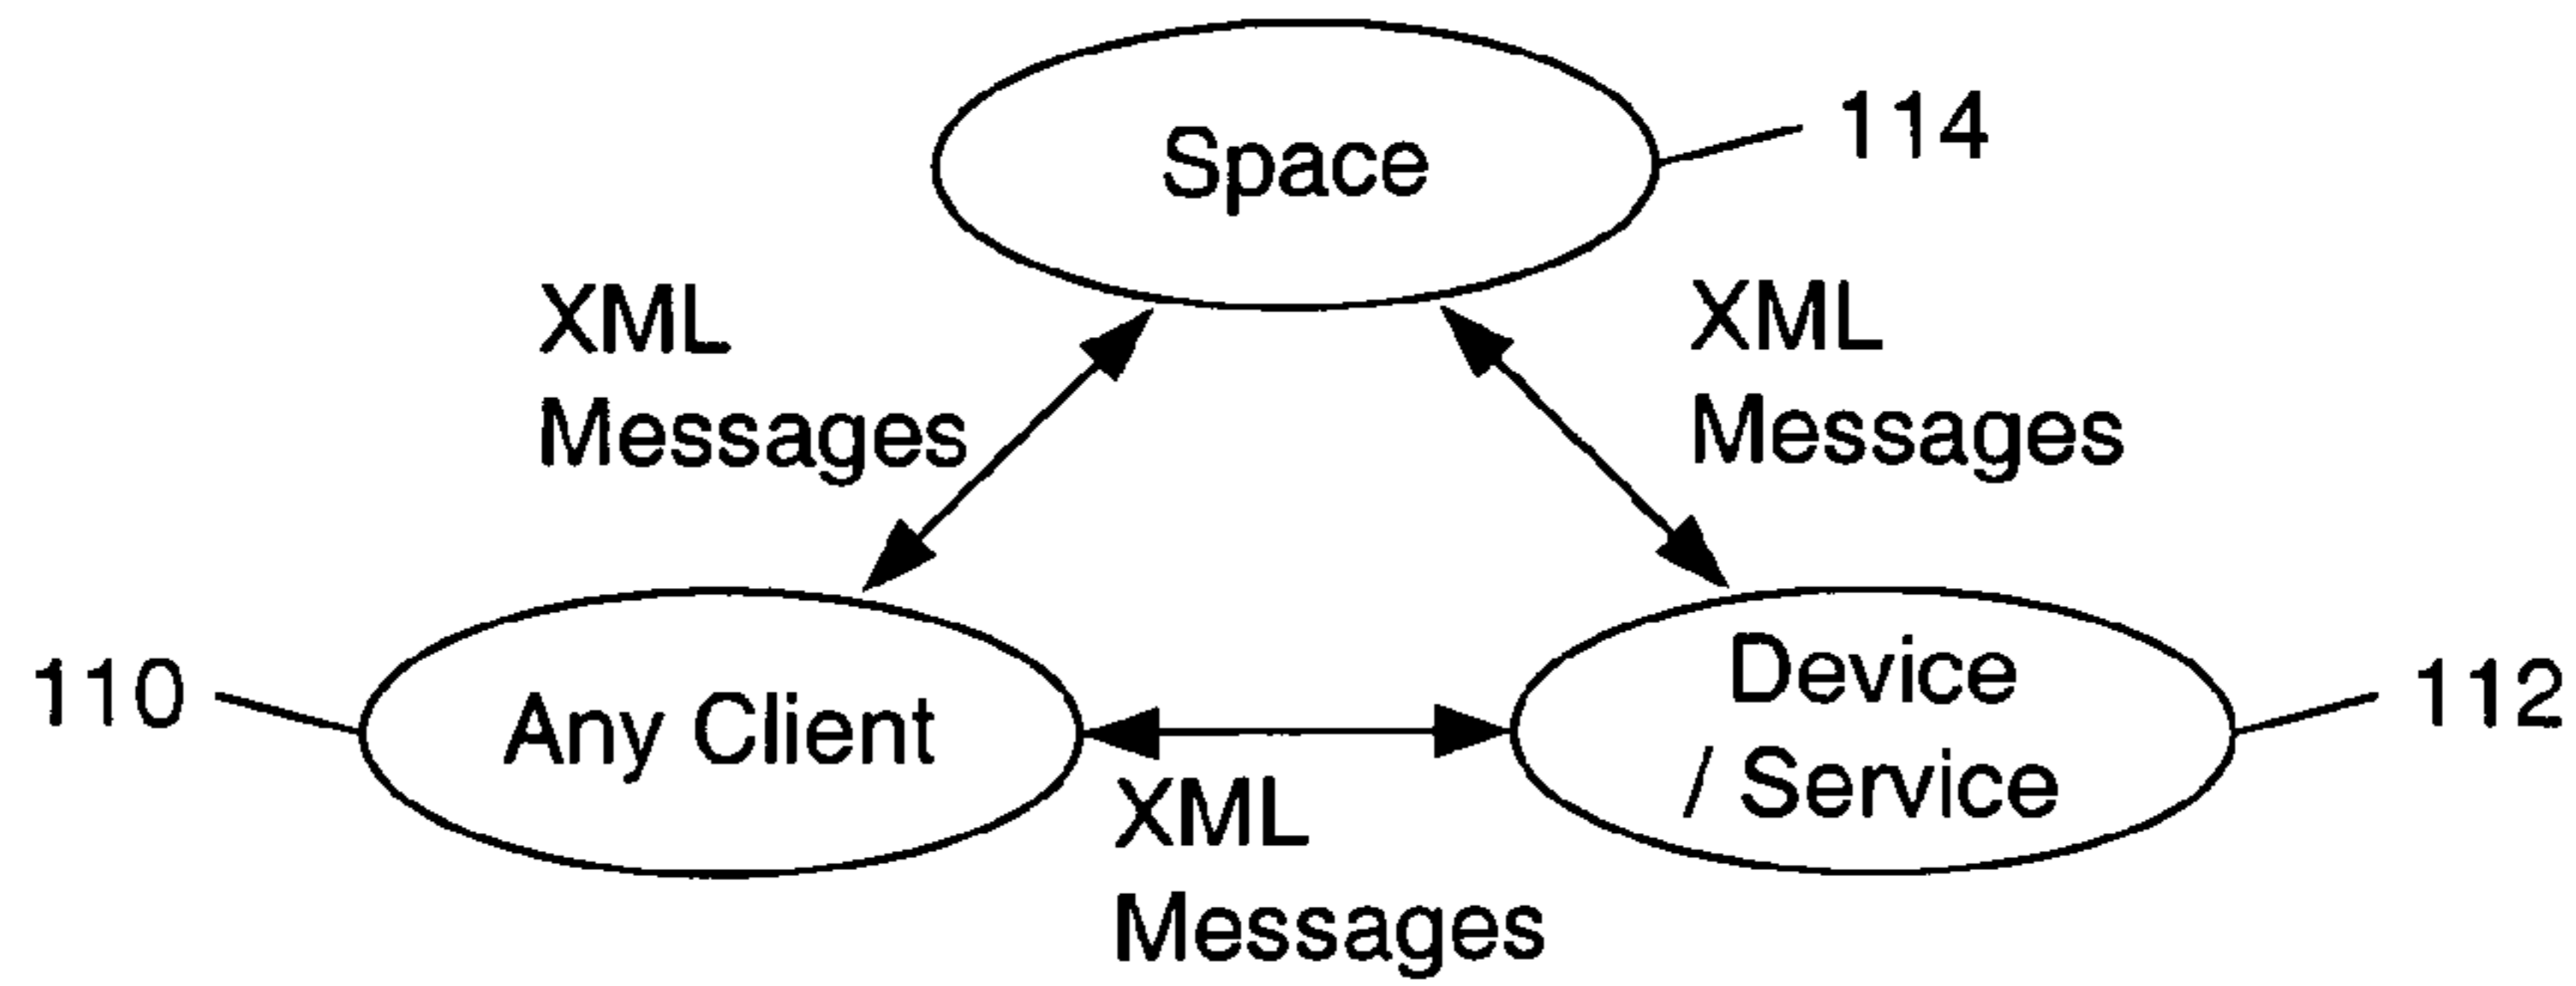 Space
114
XML
Messages
XML
Messages
110
Any Client
Device
/ Service
112
XML
Messages